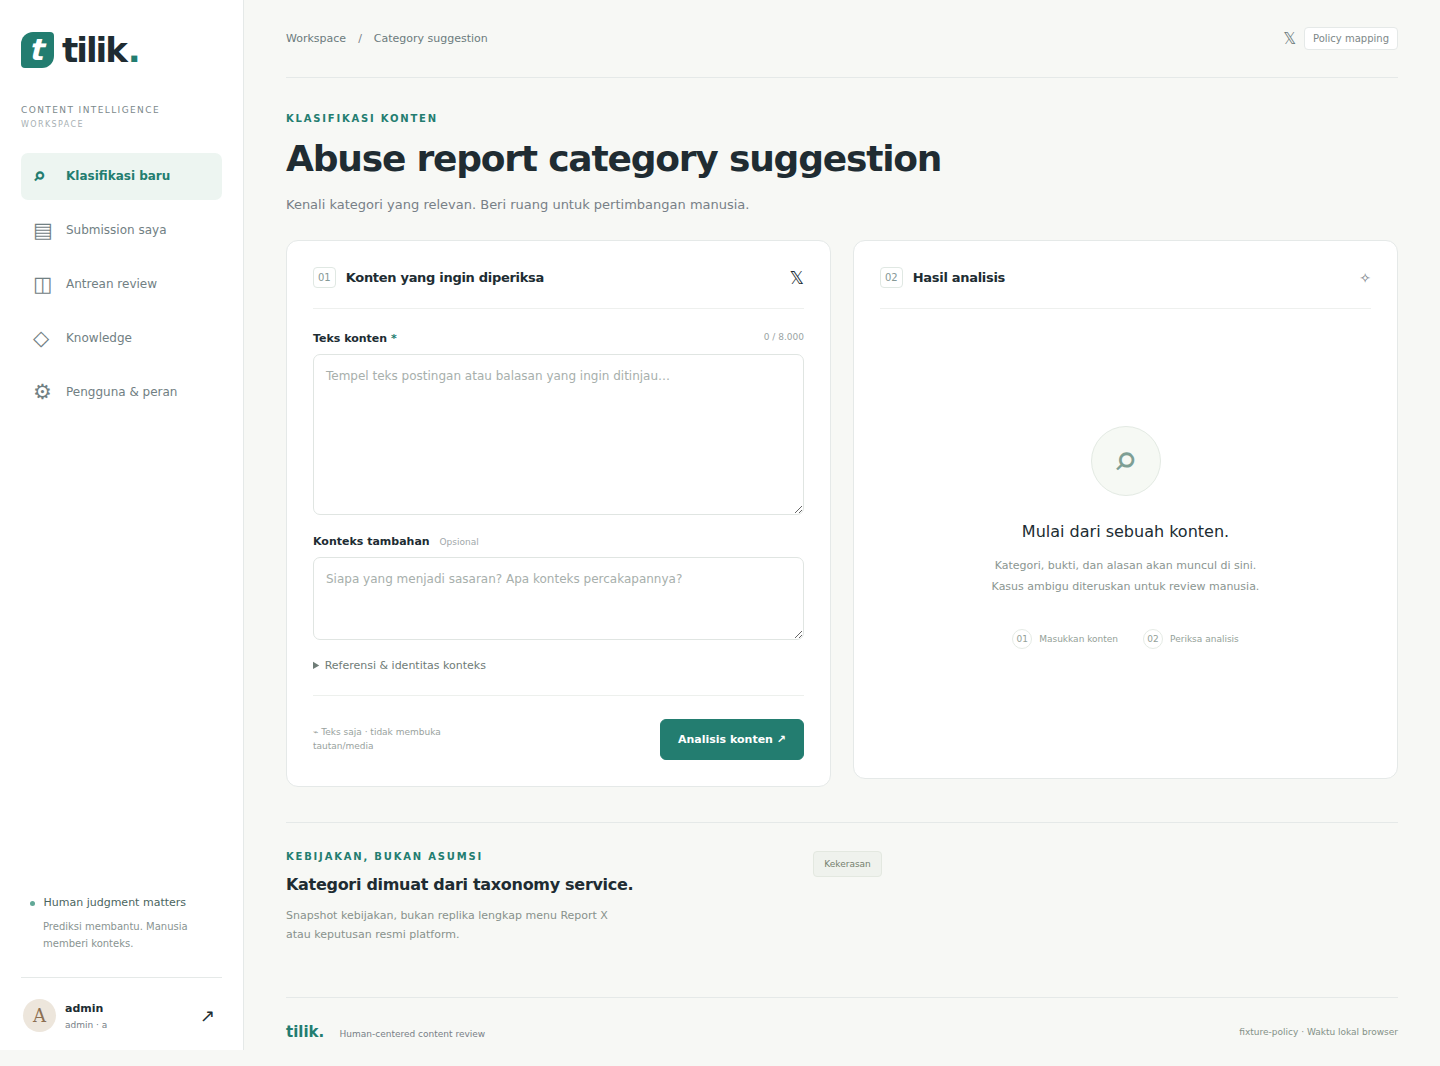 t tilik.
CONTENT INTELLIGENCE
WORKSPACE
Klasifikasi baru
Submission saya
Antrean review
Knowledge
Pengguna & peran
Human judgment matters
Prediksi membantu. Manusia
memberi konteks.
A
admin
admin · a
Workspace / Category suggestion
𝕏 Policy mapping
KLASIFIKASI KONTEN
Abuse report category suggestion
Kenali kategori yang relevan. Beri ruang untuk pertimbangan manusia.
01 Konten yang ingin diperiksa 𝕏
Teks konten * 0 / 8.000
Tempel teks postingan atau balasan yang ingin ditinjau…
Konteks tambahan Opsional
Siapa yang menjadi sasaran? Apa konteks percakapannya?
Referensi & identitas konteks
Teks saja · tidak membuka
tautan/media
Analisis konten ↗
02 Hasil analisis
Mulai dari sebuah konten.
Kategori, bukti, dan alasan akan muncul di sini.
Kasus ambigu diteruskan untuk review manusia.
01 Masukkan konten 02 Periksa analisis
KEBIJAKAN, BUKAN ASUMSI
Kategori dimuat dari taxonomy service.
Snapshot kebijakan, bukan replika lengkap menu Report X
atau keputusan resmi platform.
Kekerasan
tilik. Human-centered content review
fixture-policy · Waktu lokal browser